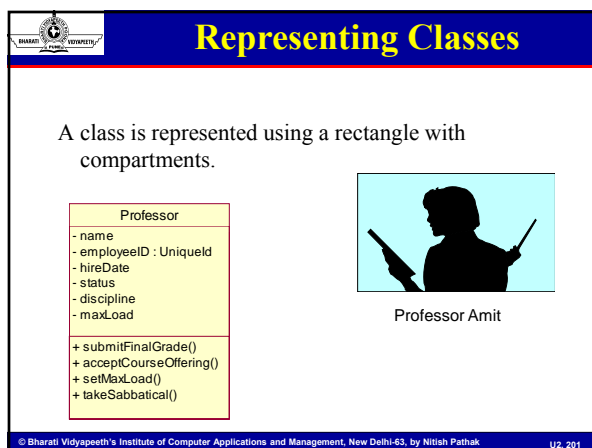 BHARATI VIDYAPEETH
PUNE
Representing Classes
A class is represented using a rectangle with
compartments.
Professor
- name
- employeeID : UniqueId
- hireDate
- status
- discipline
- maxLoad
+ submitFinalGrade()
+ acceptCourseOffering()
+ setMaxLoad()
+ takeSabbatical()
Professor Amit
© Bharati Vidyapeeth's Institute of Computer Applications and Management, New Delhi-63, by Nitish Pathak
U2. 201